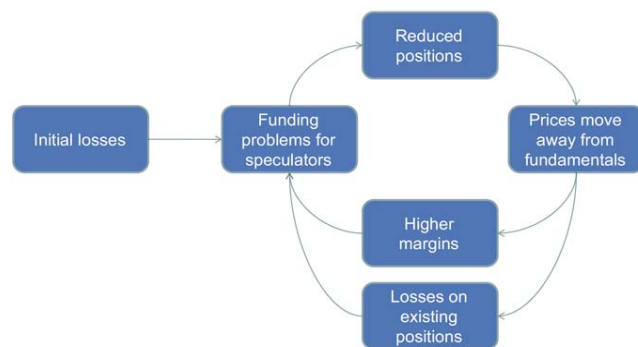 Reduced
positions
Initial losses
Funding
problems for
speculators
Prices move
away from
fundamentals
Higher
margins
Losses on
existing
positions